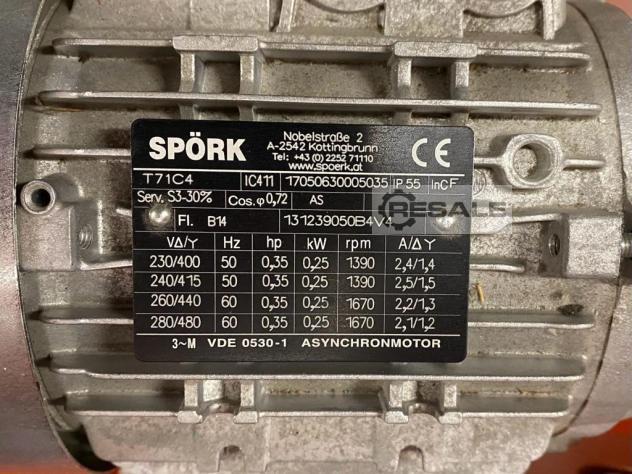 SPÖRK
Nobelstraße 2
A-2542 Kottingbrunn
Tel: +43 (0) 2252 71110
www.spoerk.at
CE
T71C4 IC411 17050630005035 IP 55 InCF
Serv. S3-30% Cos.φ0,72 AS
RESALE
Fl. B14 131239050B4V4
VΔ/Y Hz hp kW rpm A/Δ Y
230/400 50 0,35 0,25 1390 2,4/1,4
240/415 50 0,35 0,25 1390 2,5/1,5
260/440 60 0,35 0,25 1670 2,2/1,3
280/480 60 0,35 0,25 1670 2,1/1,2
3~M VDE 0530-1 ASYNCHRONMOTOR